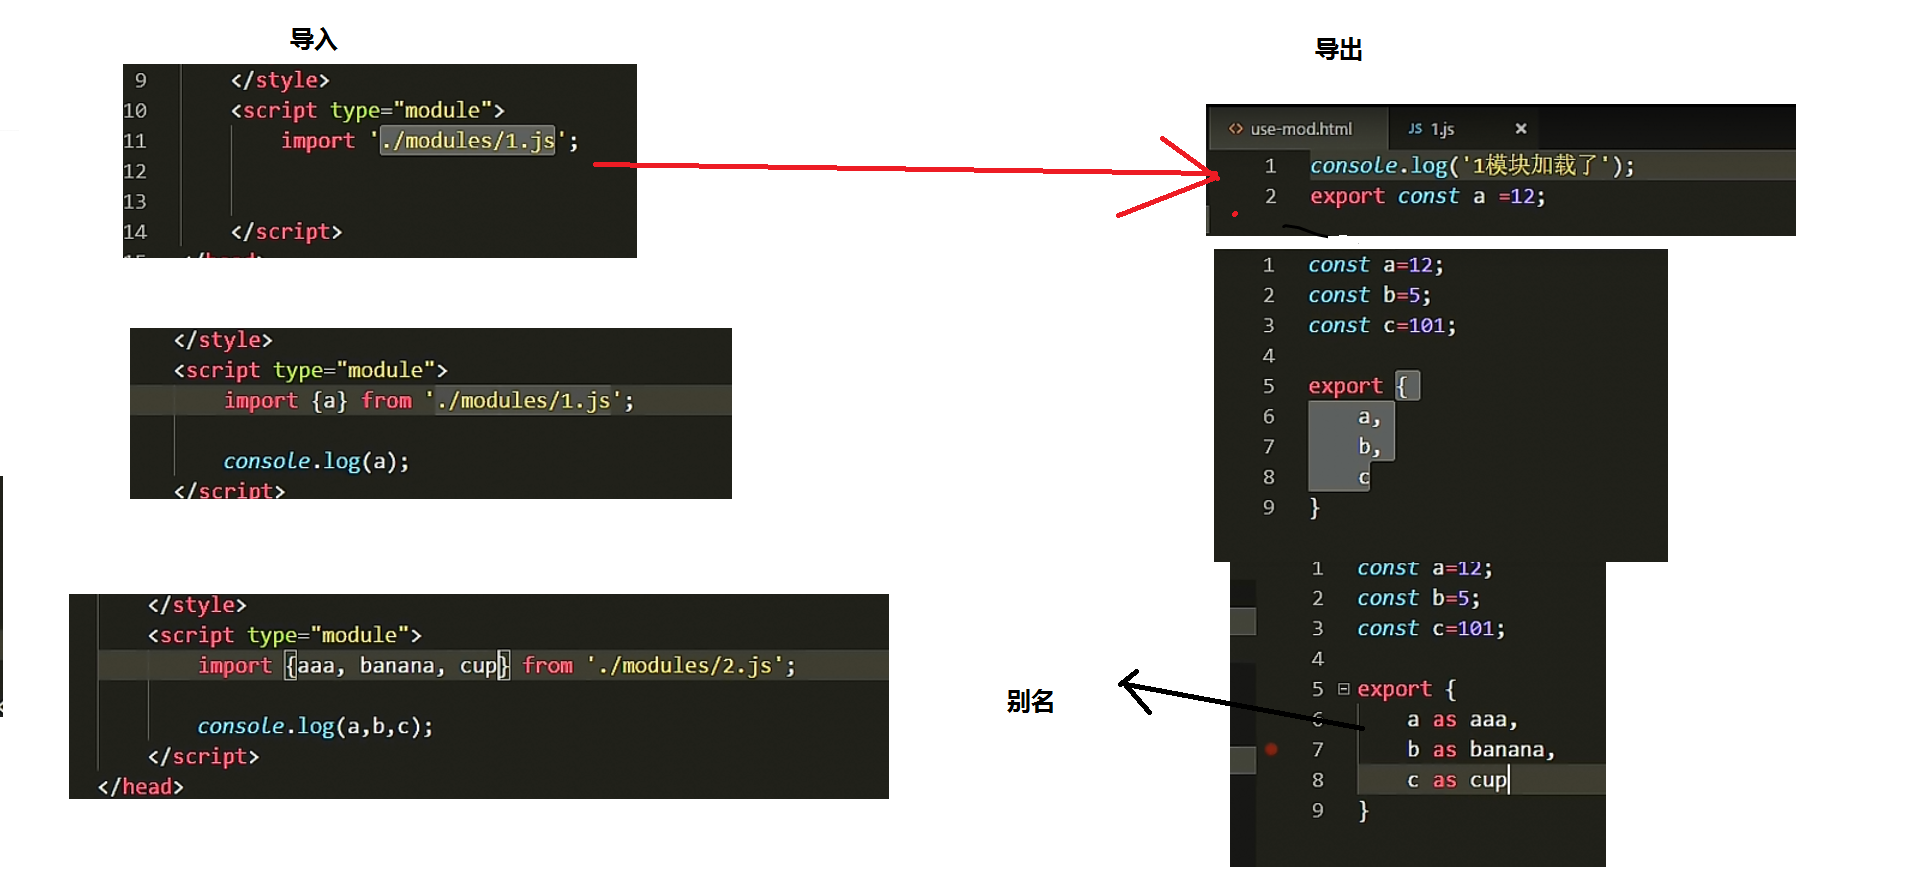 导入
9 </style>
10 <script type="module">
11 import './modules/1.js';
12
13
14 </script>
</style>
<script type="module">
import {a} from './modules/1.js';
console.log(a);
</script>
</style>
<script type="module">
import {aaa, banana, cup} from './modules/2.js';
console.log(a,b,c);
</script>
</head>
导出
use-mod.html JS 1.js ×
1 console.log('1模块加载了');
2 export const a =12;
1 const a=12;
2 const b=5;
3 const c=101;
4
5 export {
6 a,
7 b,
8 c
9 }
别名
1 const a=12;
2 const b=5;
3 const c=101;
4
5 export {
6 a as aaa,
7 b as banana,
8 c as cup
9 }